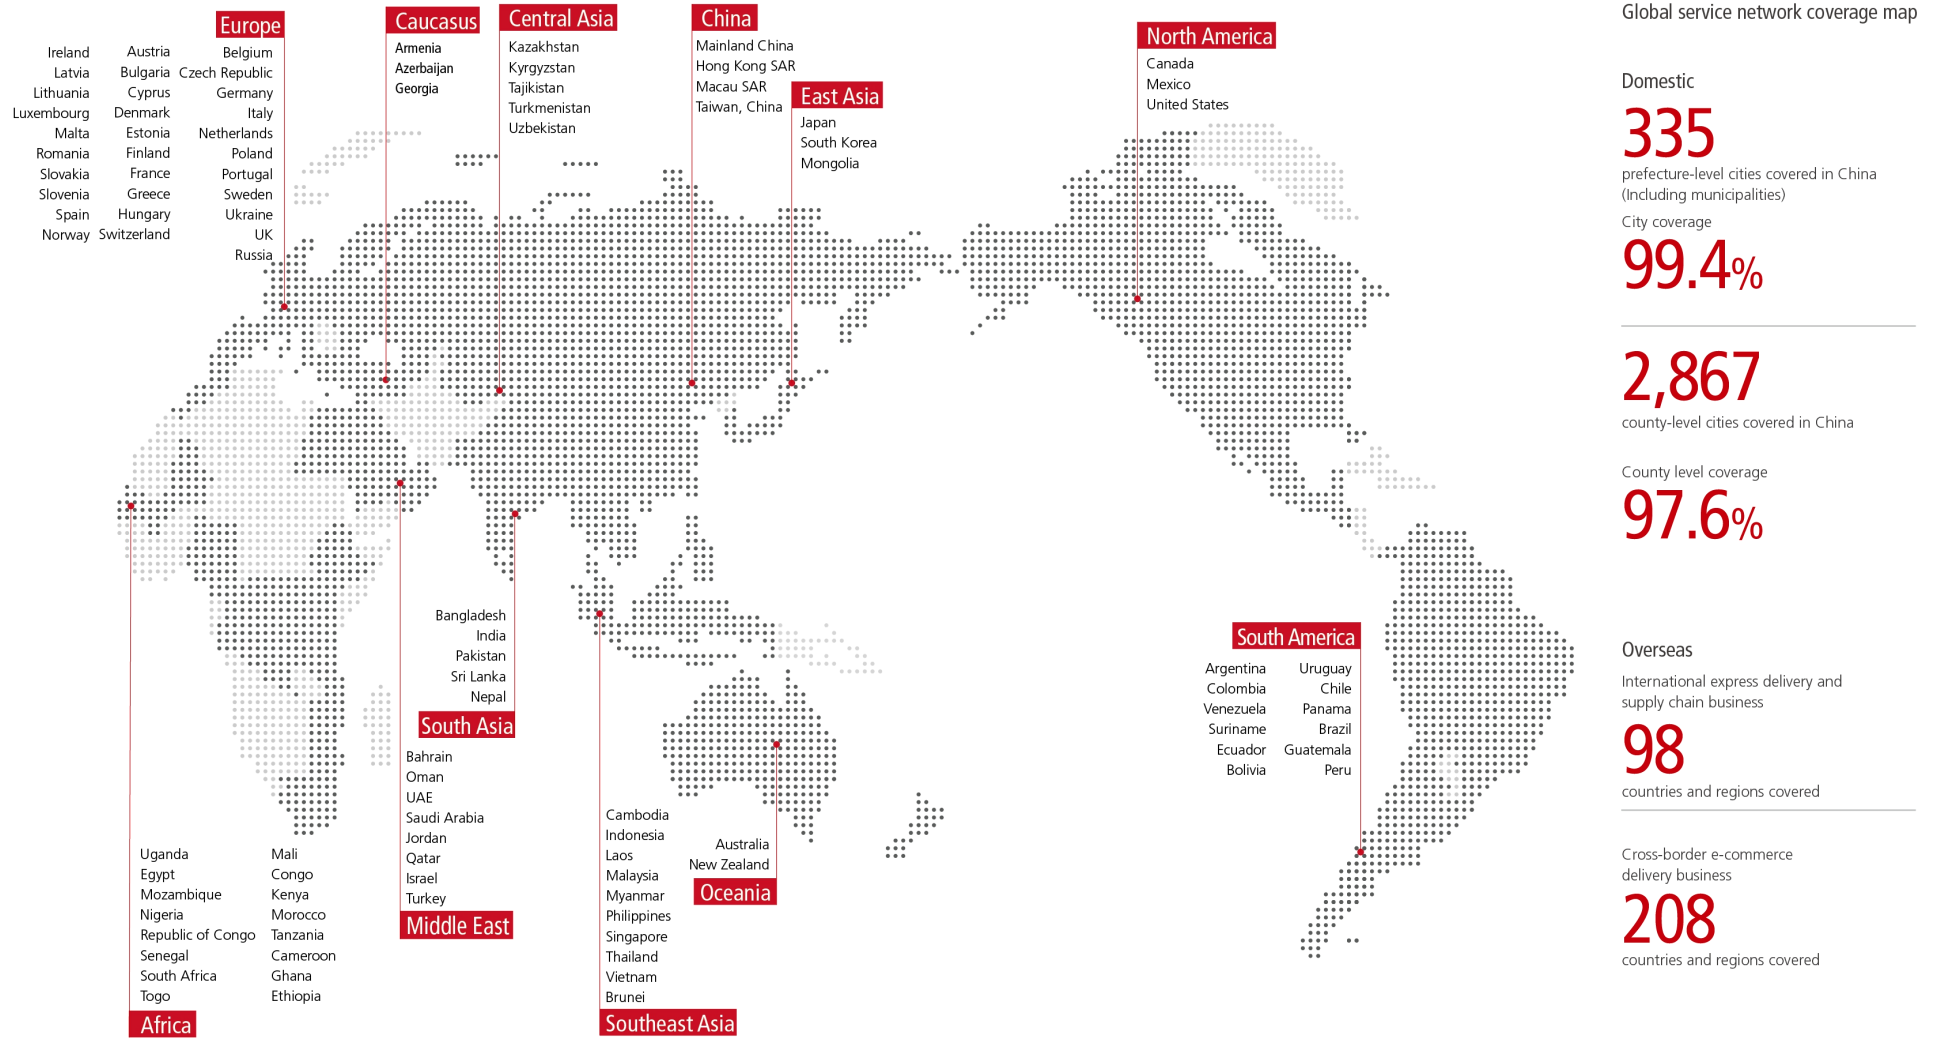 Europe
Ireland
Latvia
Lithuania
Luxembourg
Malta
Romania
Slovakia
Slovenia
Spain
Norway
Austria
Bulgaria
Cyprus
Denmark
Estonia
Finland
France
Greece
Hungary
Switzerland
Belgium
Czech Republic
Germany
Italy
Netherlands
Poland
Portugal
Sweden
Ukraine
UK
Russia
Caucasus
Armenia
Azerbaijan
Georgia
Central Asia
Kazakhstan
Kyrgyzstan
Tajikistan
Turkmenistan
Uzbekistan
China
Mainland China
Hong Kong SAR
Macau SAR
Taiwan, China
East Asia
Japan
South Korea
Mongolia
North America
Canada
Mexico
United States
Bangladesh
India
Pakistan
Sri Lanka
Nepal
South Asia
Bahrain
Oman
UAE
Saudi Arabia
Jordan
Qatar
Israel
Turkey
Middle East
Uganda
Egypt
Mozambique
Nigeria
Republic of Congo
Senegal
South Africa
Togo
Mali
Congo
Kenya
Morocco
Tanzania
Cameroon
Ghana
Ethiopia
Africa
Cambodia
Indonesia
Laos
Malaysia
Myanmar
Philippines
Singapore
Thailand
Vietnam
Brunei
Southeast Asia
Australia
New Zealand
Oceania
South America
Argentina
Colombia
Venezuela
Suriname
Ecuador
Bolivia
Uruguay
Chile
Panama
Brazil
Guatemala
Peru
Global service network coverage map
Domestic
335
prefecture-level cities covered in China
(Including municipalities)
City coverage
99.4%
2,867
county-level cities covered in China
County level coverage
97.6%
Overseas
International express delivery and
supply chain business
98
countries and regions covered
Cross-border e-commerce
delivery business
208
countries and regions covered